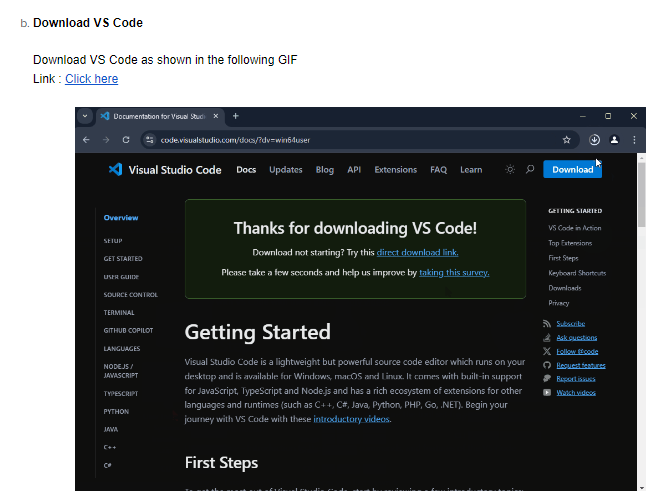 b. Download VS Code
Download VS Code as shown in the following GIF
Link : Click here
Documentation for Visual Stud
code.visualstudio.com/docs/?dv=win64user
Visual Studio Code Docs Updates Blog API Extensions FAQ Learn Download
Overview
SETUP
GET STARTED
USER GUIDE
SOURCE CONTROL
TERMINAL
GITHUB COPILOT
LANGUAGES
NODE.JS /
JAVASCRIPT
TYPESCRIPT
PYTHON
JAVA
C++
C#
Thanks for downloading VS Code!
Download not starting? Try this direct download link.
Please take a few seconds and help us improve by taking this survey.
Getting Started
Visual Studio Code is a lightweight but powerful source code editor which runs on your
desktop and is available for Windows, macOS and Linux. It comes with built-in support
for JavaScript, TypeScript and Node.js and has a rich ecosystem of extensions for other
languages and runtimes (such as C++, C#, Java, Python, PHP, Go, .NET). Begin your
journey with VS Code with these introductory videos.
First Steps
GETTING STARTED
VS Code in Action
Top Extensions
First Steps
Keyboard Shortcuts
Downloads
Privacy
Subscribe
Ask questions
Follow @code
Request features
Report issues
Watch videos